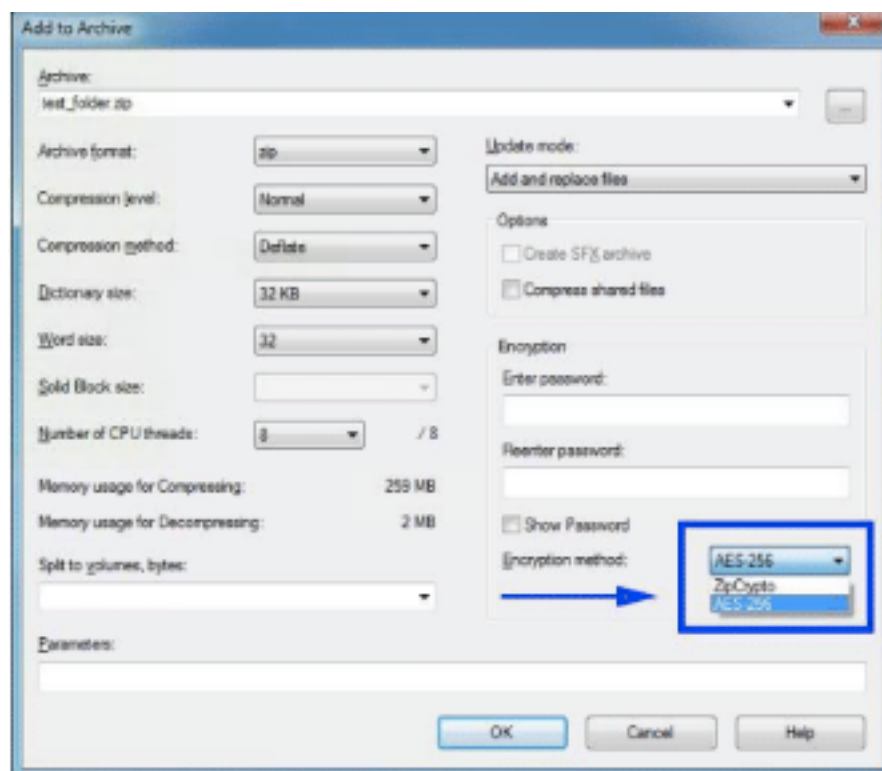 Add to Archive
Archive:
test_folder.zip
...
Archive format:
zip
Compression level:
Normal
Compression method:
Deflate
Dictionary size:
32 KB
Word size:
32
Solid Block size:
Number of CPU threads:
8
/ 8
Memory usage for Compressing:
259 MB
Memory usage for Decompressing:
2 MB
Split to volumes, bytes:
Parameters:
Update mode:
Add and replace files
Options
Create SFX archive
Compress shared files
Encryption
Enter password:
Reenter password:
Show Password
Encryption method:
AES-256
ZipCrypto
AES-256
OK
Cancel
Help